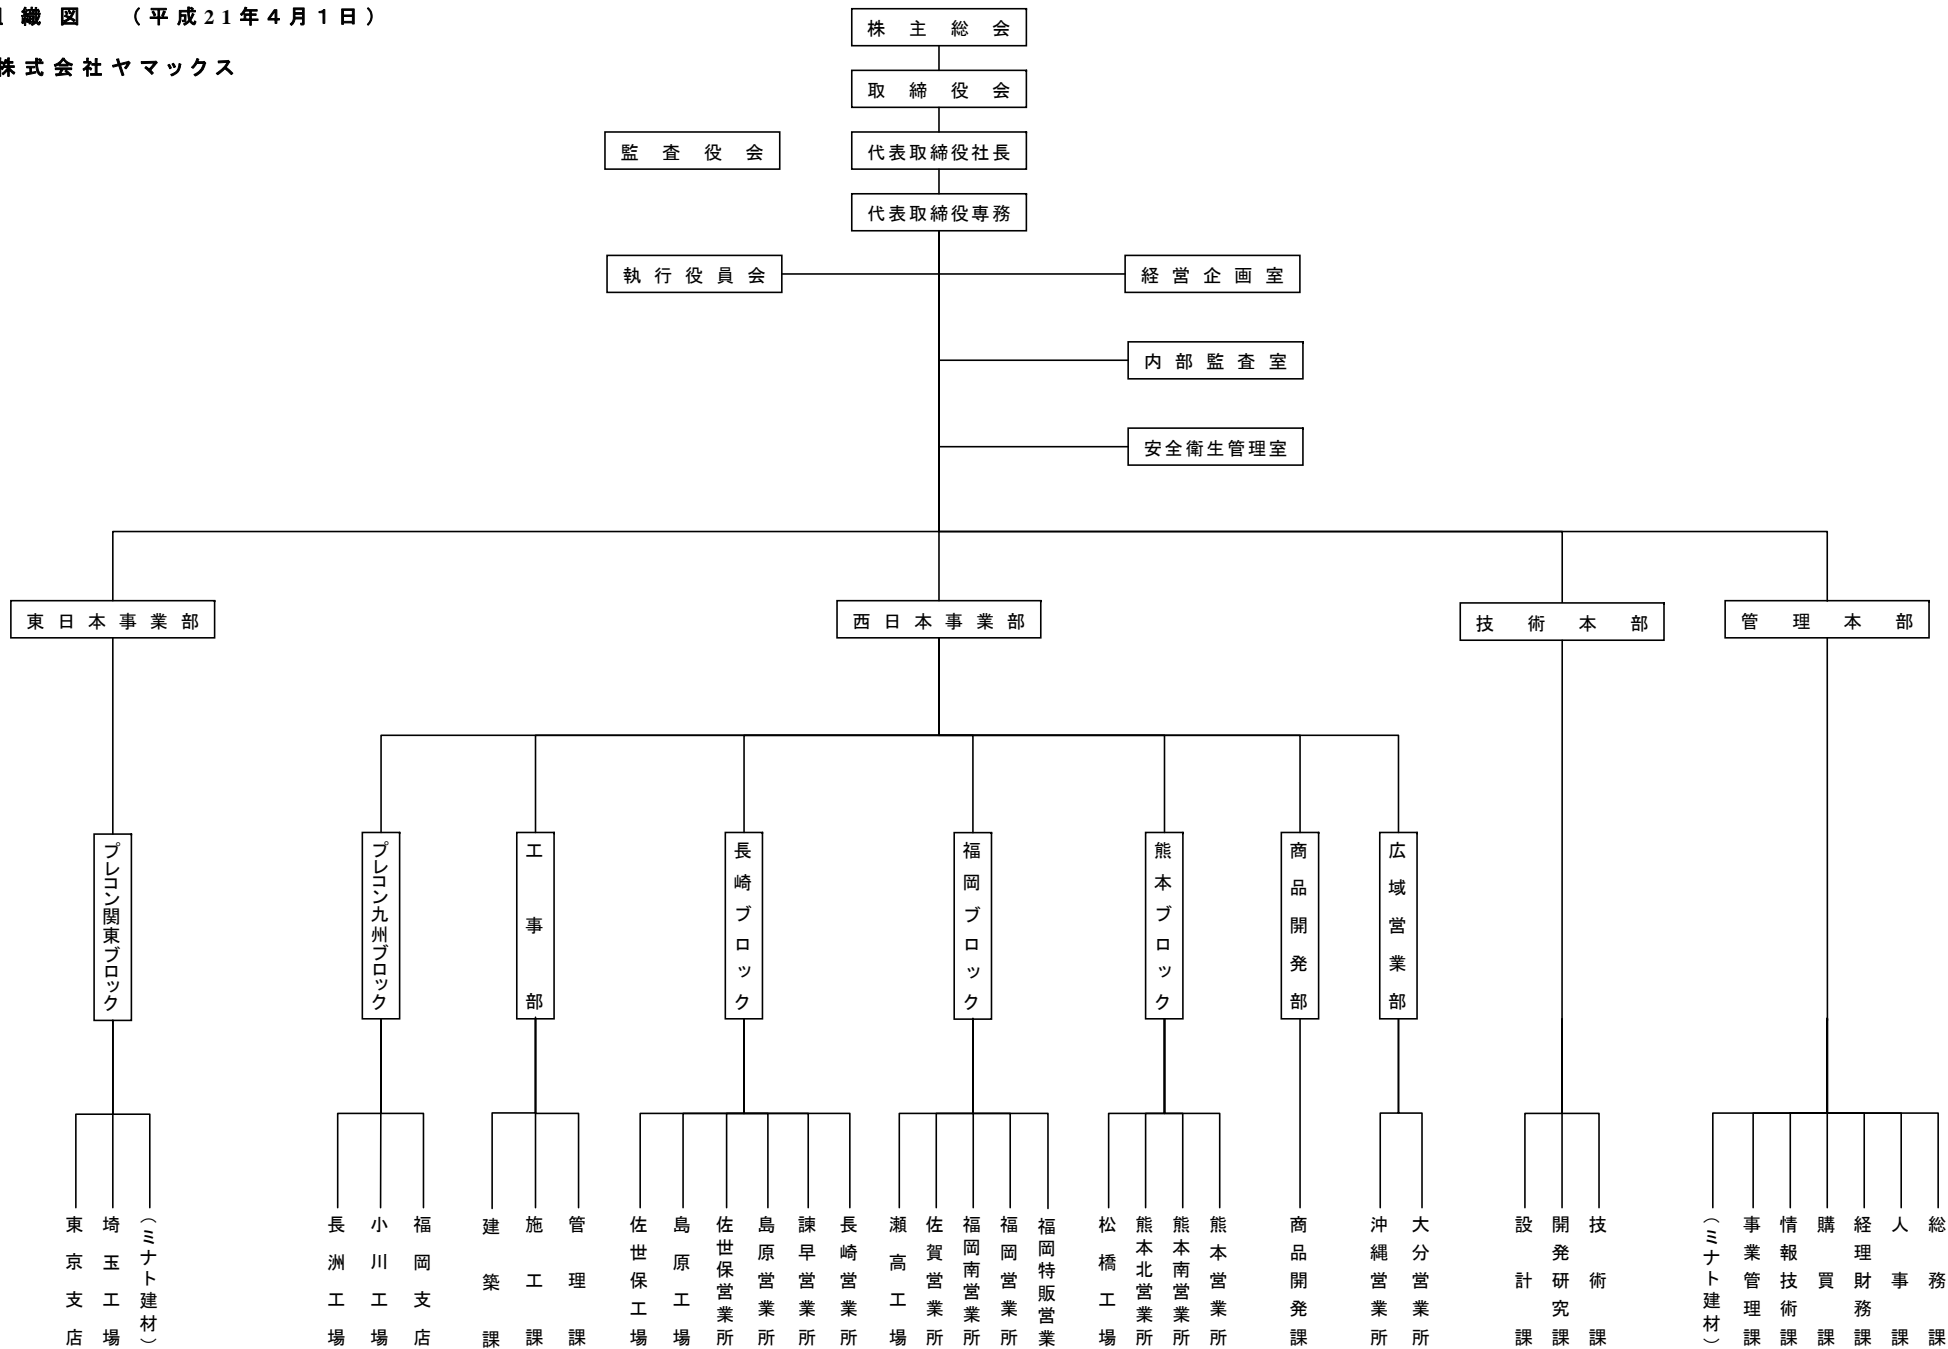 織図 （平成21年４月１日）
株式会社ヤマックス
株主総会
取締役会
監査役会
代表取締役社長
代表取締役専務
執行役員会
経営企画室
内部監査室
安全衛生管理室
東日本事業部
西日本事業部
技術本部
管理本部
プレコン関東ブロック
プレコン九州ブロック
工事部
長崎ブロック
福岡ブロック
熊本ブロック
商品開発部
広域営業部
東京支店
埼玉工場
（ミナト建材）
長洲工場
小川工場
福岡支店
建築課
施工課
管理課
佐世保工場
島原工場
佐世保営業所
島原営業所
諫早営業所
長崎営業所
瀬高工場
佐賀営業所
福岡南営業所
福岡営業所
福岡特販営業
松橋工場
熊本北営業所
熊本南営業所
熊本営業所
商品開発課
沖縄営業所
大分営業所
設計課
開発研究課
技術課
（ミナト建材）
事業管理課
情報技術課
購買課
経理財務課
人事課
総務課